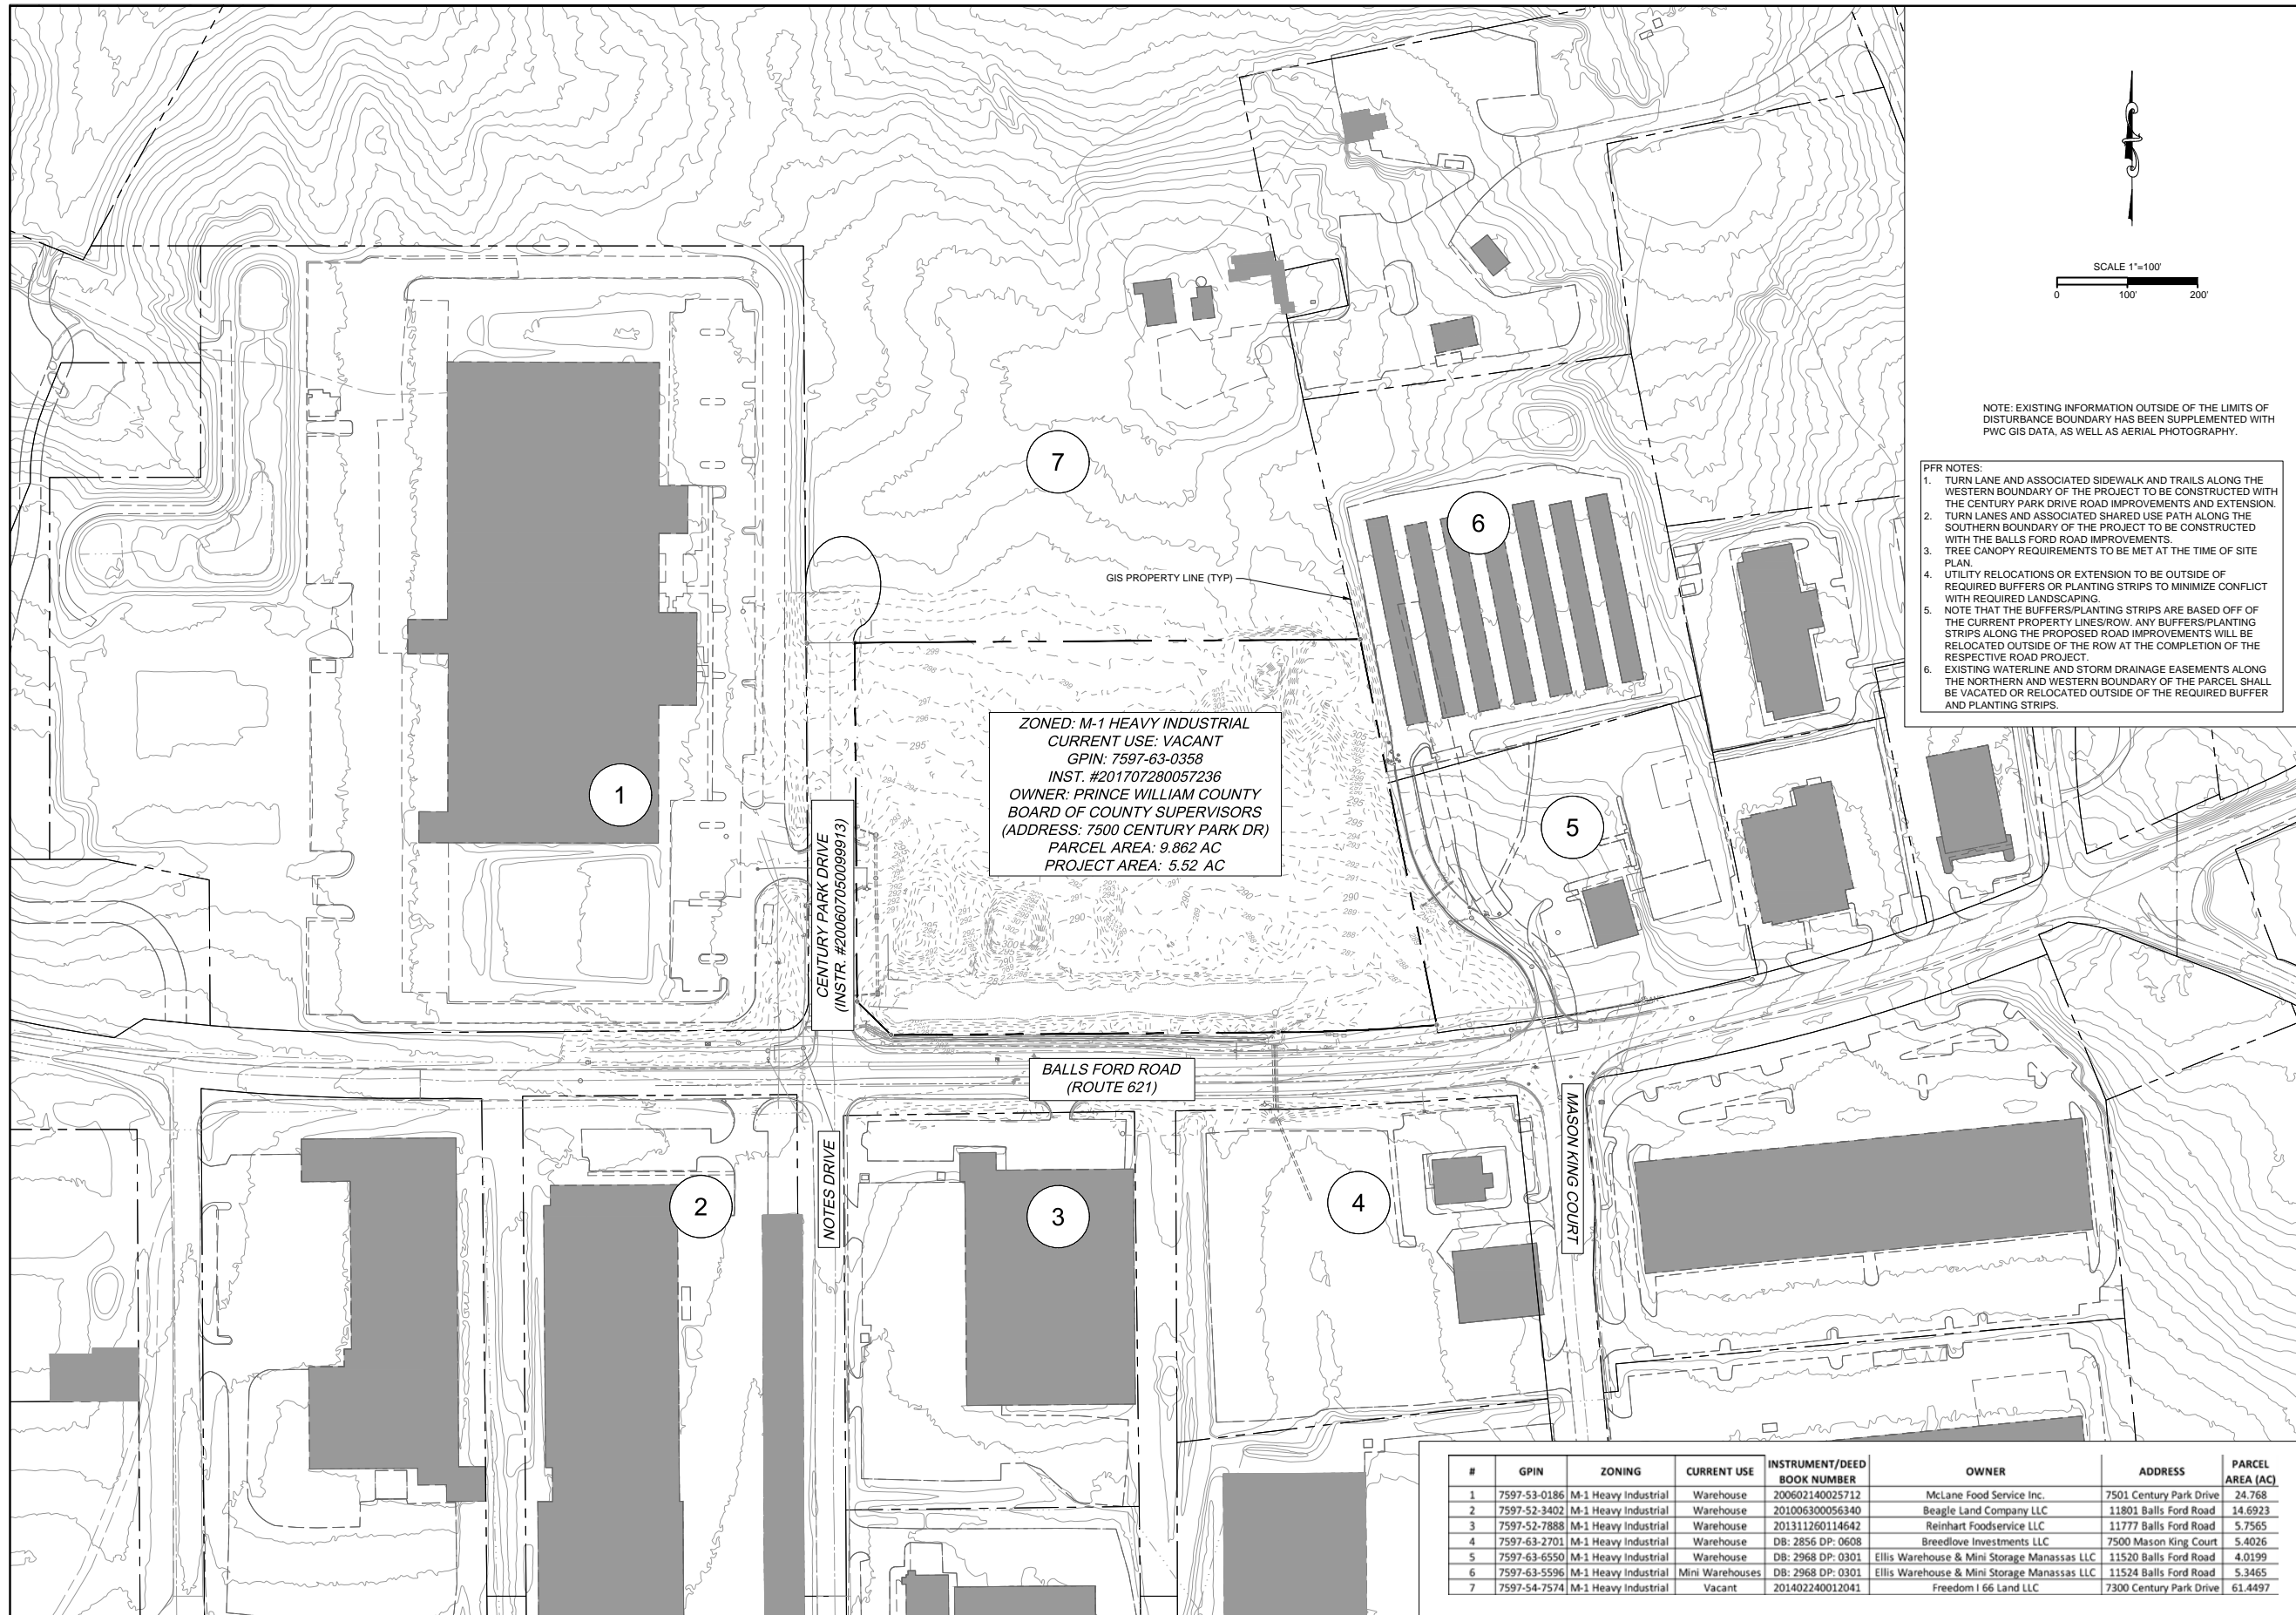 SCALE 1"=100'
0 100' 200'
NOTE: EXISTING INFORMATION OUTSIDE OF THE LIMITS OF
DISTURBANCE BOUNDARY HAS BEEN SUPPLEMENTED WITH
PWC GIS DATA, AS WELL AS AERIAL PHOTOGRAPHY.
PFR NOTES:
1. TURN LANE AND ASSOCIATED SIDEWALK AND TRAILS ALONG THE
WESTERN BOUNDARY OF THE PROJECT TO BE CONSTRUCTED WITH
THE CENTURY PARK DRIVE ROAD IMPROVEMENTS AND EXTENSION.
2. TURN LANES AND ASSOCIATED SHARED USE PATH ALONG THE
SOUTHERN BOUNDARY OF THE PROJECT TO BE CONSTRUCTED
WITH THE BALLS FORD ROAD IMPROVEMENTS.
3. TREE CANOPY REQUIREMENTS TO BE MET AT THE TIME OF SITE
PLAN.
4. UTILITY RELOCATIONS OR EXTENSION TO BE OUTSIDE OF
REQUIRED BUFFERS OR PLANTING STRIPS TO MINIMIZE CONFLICT
WITH REQUIRED LANDSCAPING.
5. NOTE THAT THE BUFFERS/PLANTING STRIPS ARE BASED OFF OF
THE CURRENT PROPERTY LINES/ROW. ANY BUFFERS/PLANTING
STRIPS ALONG THE PROPOSED ROAD IMPROVEMENTS WILL BE
RELOCATED OUTSIDE OF THE ROW AT THE COMPLETION OF THE
RESPECTIVE ROAD PROJECT.
6. EXISTING WATERLINE AND STORM DRAINAGE EASEMENTS ALONG
THE NORTHERN AND WESTERN BOUNDARY OF THE PARCEL SHALL
BE VACATED OR RELOCATED OUTSIDE OF THE REQUIRED BUFFER
AND PLANTING STRIPS.
7
6
GIS PROPERTY LINE (TYP)
299
298
297
296
295
294
ZONED: M-1 HEAVY INDUSTRIAL
CURRENT USE: VACANT
GPIN: 7597-63-0358
INST. #201707280057236
OWNER: PRINCE WILLIAM COUNTY
BOARD OF COUNTY SUPERVISORS
(ADDRESS: 7500 CENTURY PARK DR)
PARCEL AREA: 9.862 AC
PROJECT AREA: 5.52 AC
1
5
CENTURY PARK DRIVE
(INSTR. #200607050099913)
305
295
294
293
292
291
290
289
288
287
290
300
BALLS FORD ROAD
(ROUTE 621)
NOTES DRIVE
MASON KING COURT
2
3
4
# GPIN ZONING CURRENT USE INSTRUMENT/DEED BOOK NUMBER OWNER ADDRESS PARCEL AREA (AC)
1 7597-53-0186 M-1 Heavy Industrial Warehouse 200602140025712 McLane Food Service Inc. 7501 Century Park Drive 24.768
2 7597-52-3402 M-1 Heavy Industrial Warehouse 201006300056340 Beagle Land Company LLC 11801 Balls Ford Road 14.6923
3 7597-52-7888 M-1 Heavy Industrial Warehouse 201311260114642 Reinhart Foodservice LLC 11777 Balls Ford Road 5.7565
4 7597-63-2701 M-1 Heavy Industrial Warehouse DB: 2856 DP: 0608 Breedlove Investments LLC 7500 Mason King Court 5.4026
5 7597-63-6550 M-1 Heavy Industrial Warehouse DB: 2968 DP: 0301 Ellis Warehouse & Mini Storage Manassas LLC 11520 Balls Ford Road 4.0199
6 7597-63-5596 M-1 Heavy Industrial Mini Warehouses DB: 2968 DP: 0301 Ellis Warehouse & Mini Storage Manassas LLC 11524 Balls Ford Road 5.3465
7 7597-54-7574 M-1 Heavy Industrial Vacant 201402240012041 Freedom I 66 Land LLC 7300 Century Park Drive 61.4497